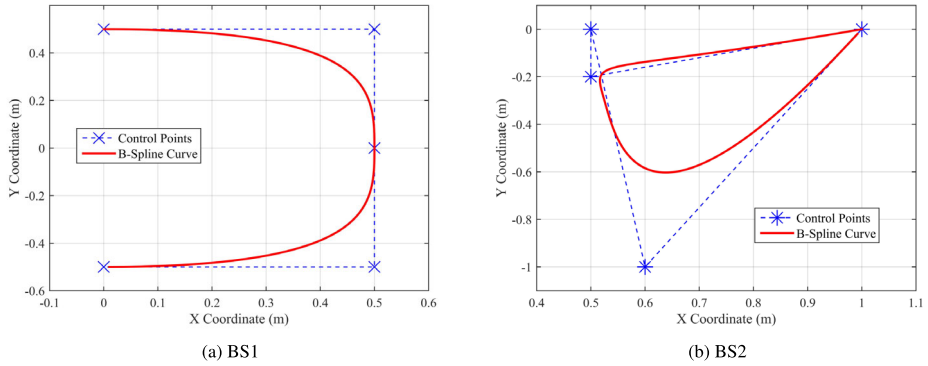 0.4
0.2
0
-0.2
-0.4
-0.6
Y Coordinate (m)
Control Points
B-Spline Curve
-0.1 0 0.1 0.2 0.3 0.4 0.5 0.6
X Coordinate (m)
(a) BS1
0
-0.2
-0.4
-0.6
-0.8
-1
Y Coordinate (m)
Control Points
B-Spline Curve
0.4 0.5 0.6 0.7 0.8 0.9 1 1.1
X Coordinate (m)
(b) BS2